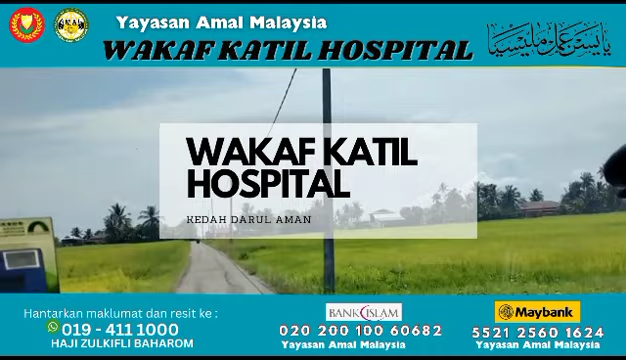 Yayasan Amal Malaysia
WAKAF KATIL HOSPITAL
WAKAF KATIL
HOSPITAL
KEDAH DARUL AMAN
Hantarkan maklumat dan resit ke :
019 - 411 1000
HAJI ZULKIFLI BAHAROM
BANK ISLAM
020 200 100 60682
Yayasan Amal Malaysia
Maybank
5521 2560 1624
Yayasan Amal Malaysia